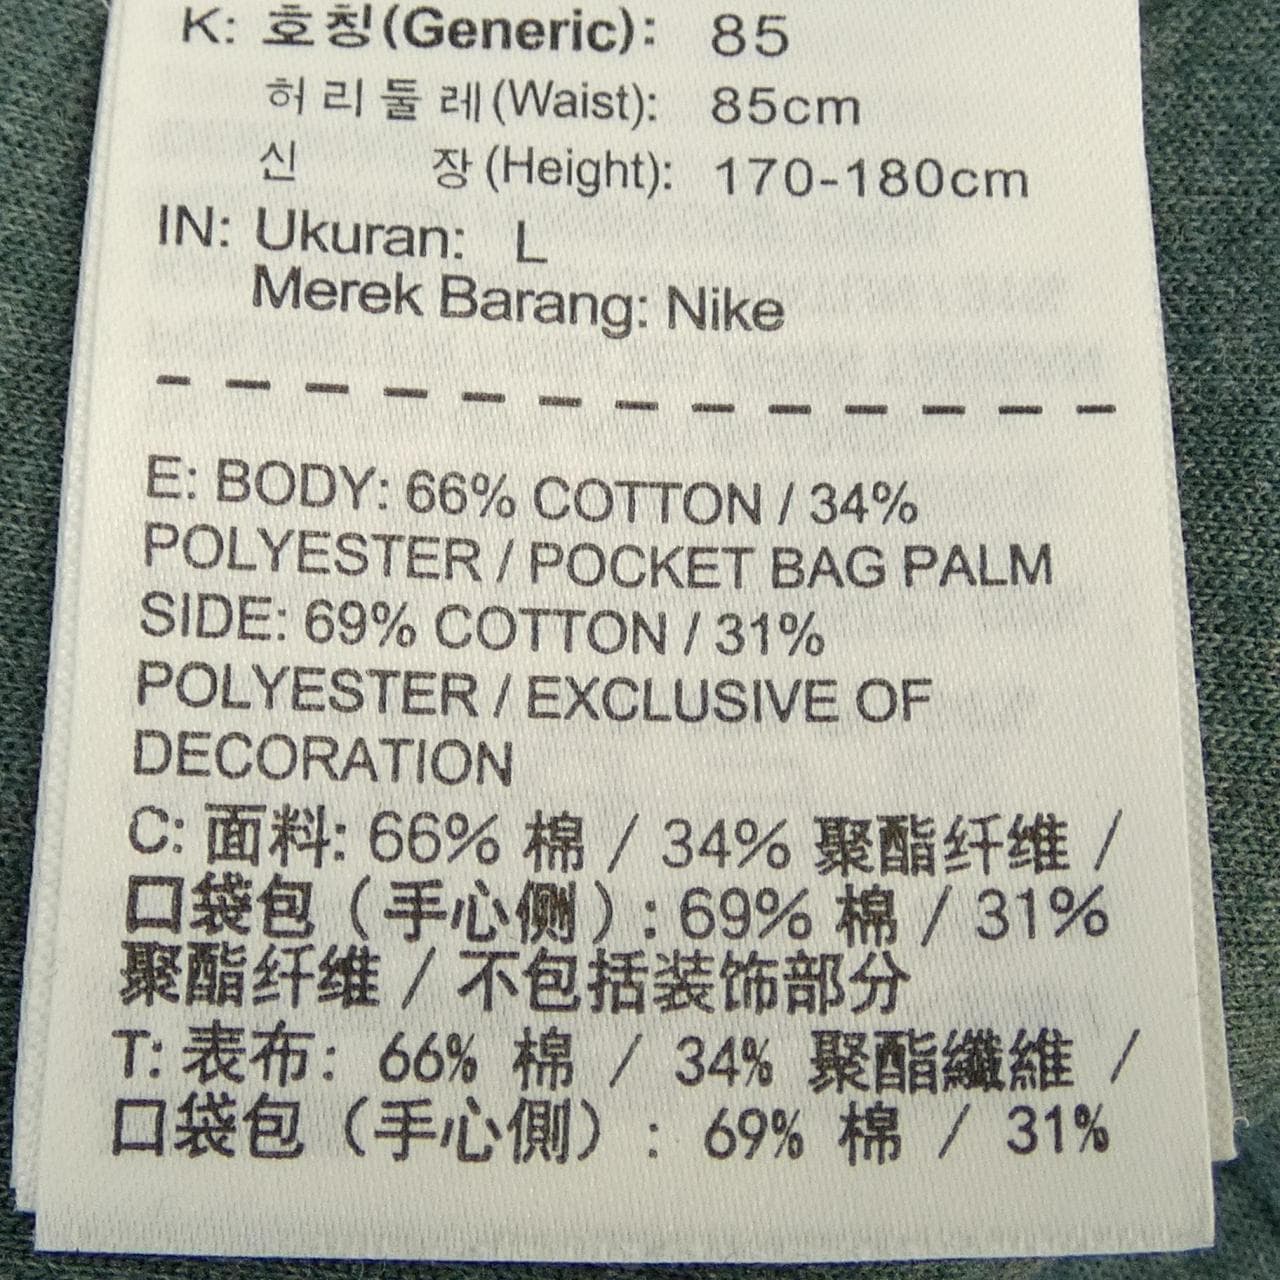 K: 호칭(Generic): 85
허리둘레(Waist): 85cm
신 장(Height): 170-180cm
IN: Ukuran: L
Merek Barang: Nike
E: BODY: 66% COTTON / 34%
POLYESTER / POCKET BAG PALM
SIDE: 69% COTTON / 31%
POLYESTER / EXCLUSIVE OF
DECORATION
C: 面料: 66% 棉 / 34% 聚酯纤维 /
口袋包（手心侧）: 69% 棉 / 31%
聚酯纤维 / 不包括装饰部分
T: 表布: 66% 棉 / 34% 聚酯纖維 /
口袋包（手心側）: 69% 棉 / 31%